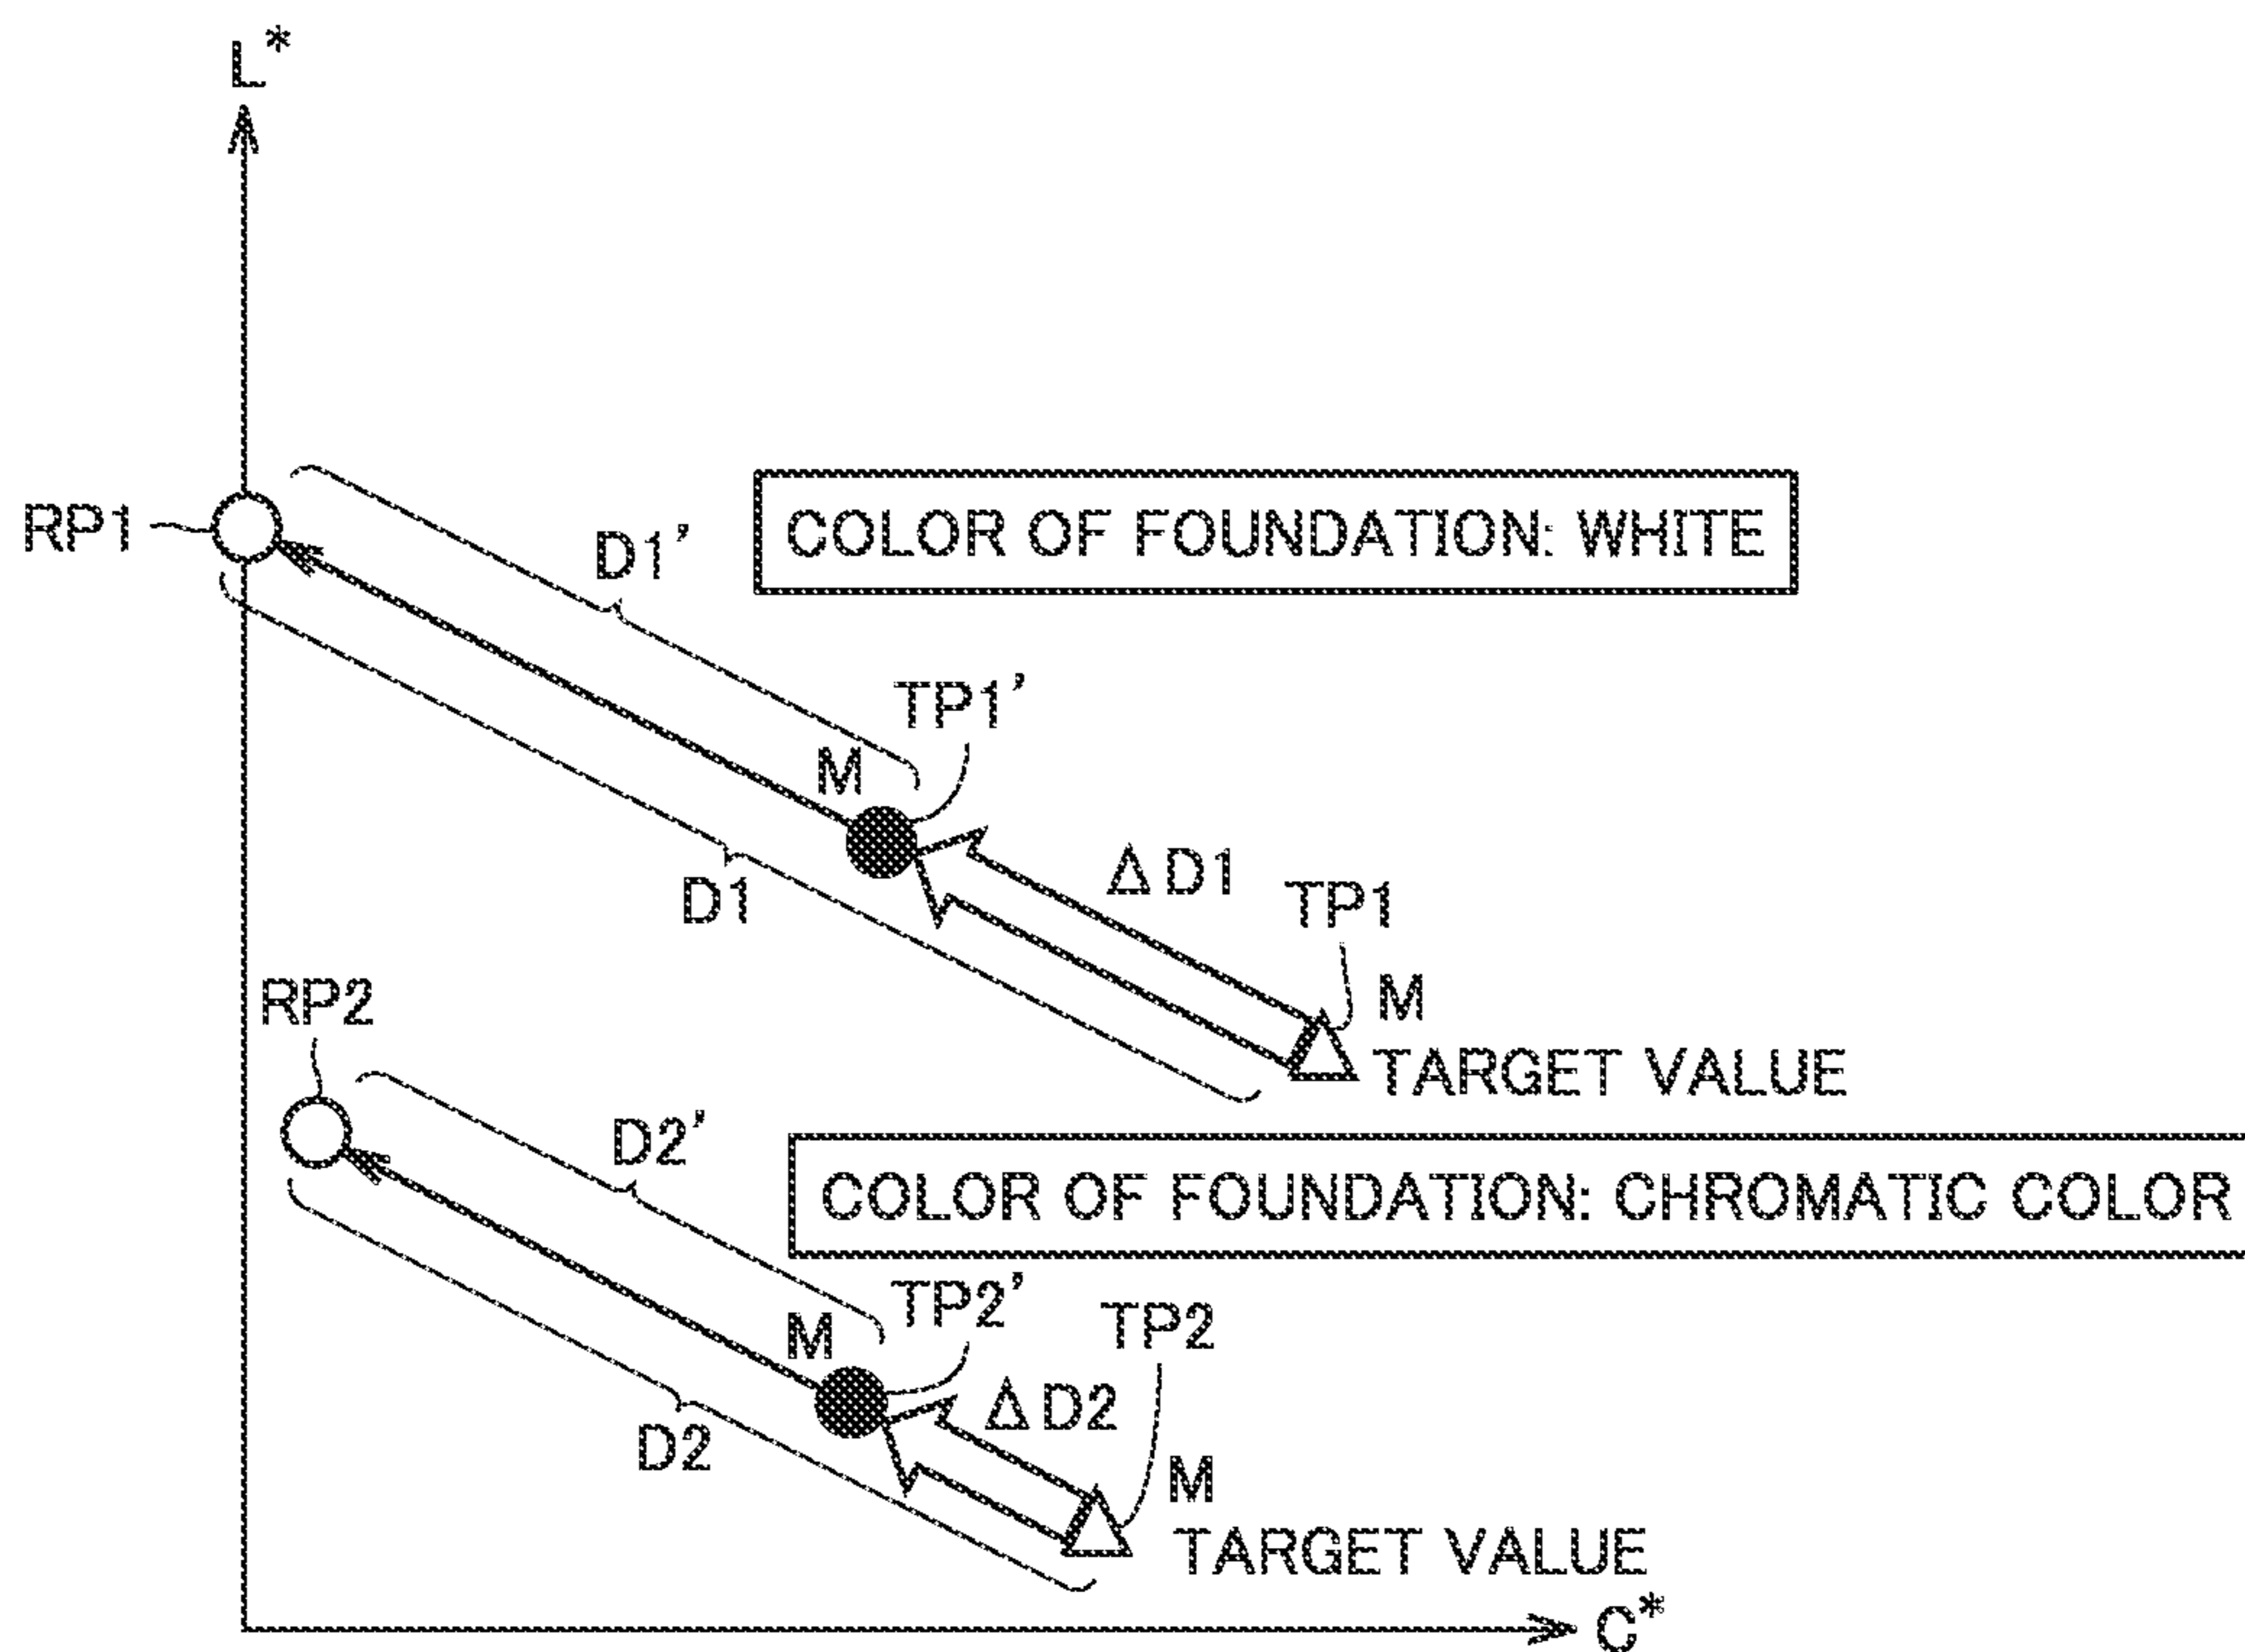 L*
RP1
D1'
COLOR OF FOUNDATION: WHITE
TP1'
M
D1
ΔD1
TP1
M
TARGET VALUE
RP2
D2'
COLOR OF FOUNDATION: CHROMATIC COLOR
TP2'
TP2
M
ΔD2
D2
M
TARGET VALUE
C*